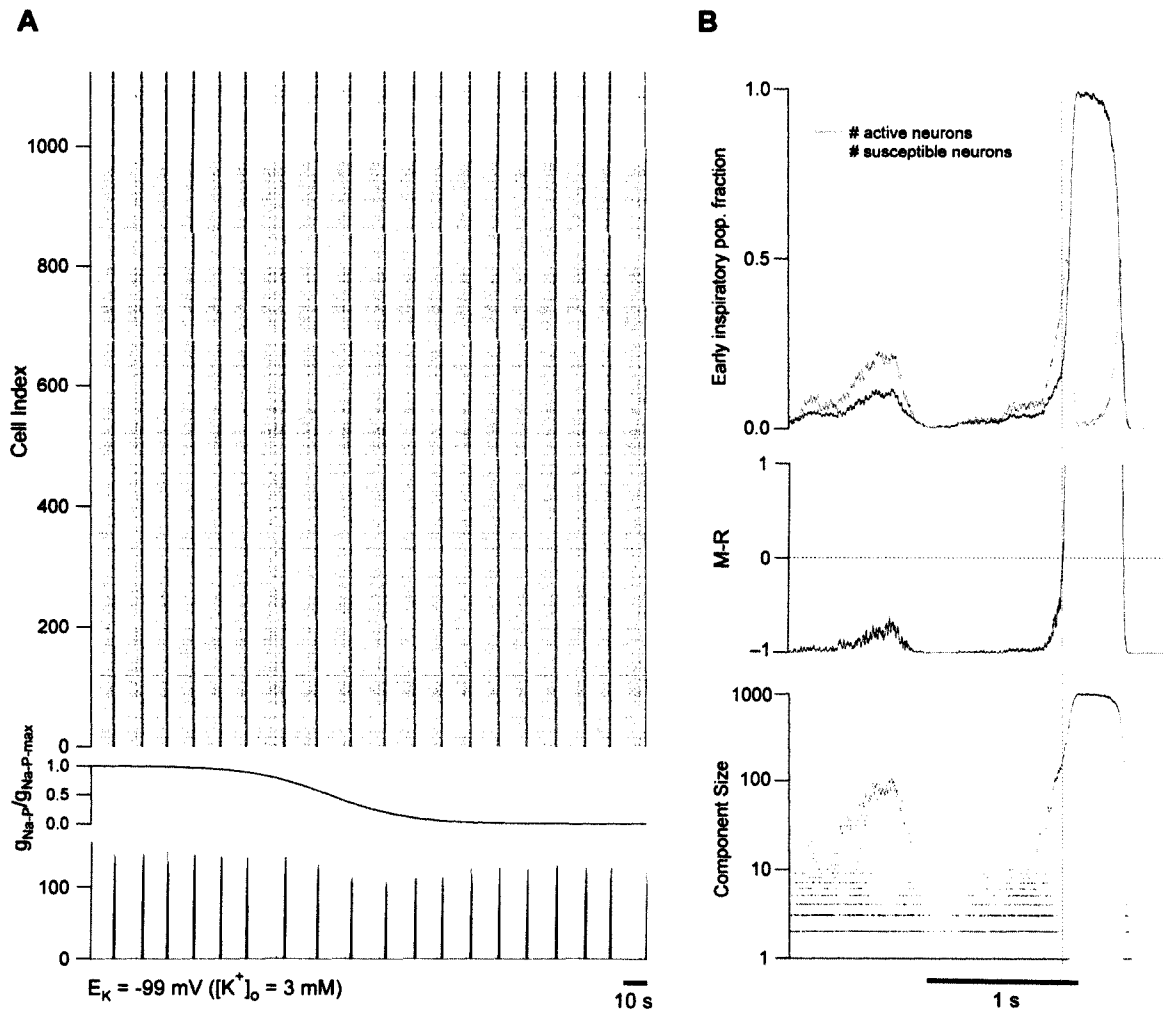 A
B
1000
800
600
400
200
0
Cell Index
1.0
0.5
0.0
gNa-P/gNa-P-max
100
0
E_K = -99 mV ([K⁺]ₒ = 3 mM)
10 s
1.0
0.5
0.0
Early inspiratory pop. fraction
# active neurons
# susceptible neurons
1
0
−1
M-R
1000
100
10
1
Component Size
1 s